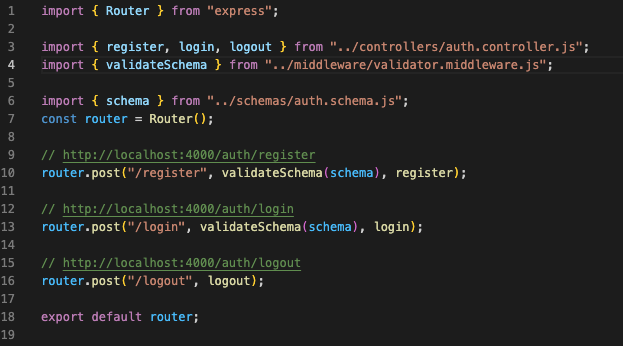 1 import { Router } from "express";
2
3 import { register, login, logout } from "../controllers/auth.controller.js";
4 import { validateSchema } from "../middleware/validator.middleware.js";
5
6 import { schema } from "../schemas/auth.schema.js";
7 const router = Router();
8
9 // http://localhost:4000/auth/register
10 router.post("/register", validateSchema(schema), register);
11
12 // http://localhost:4000/auth/login
13 router.post("/login", validateSchema(schema), login);
14
15 // http://localhost:4000/auth/logout
16 router.post("/logout", logout);
17
18 export default router;
19